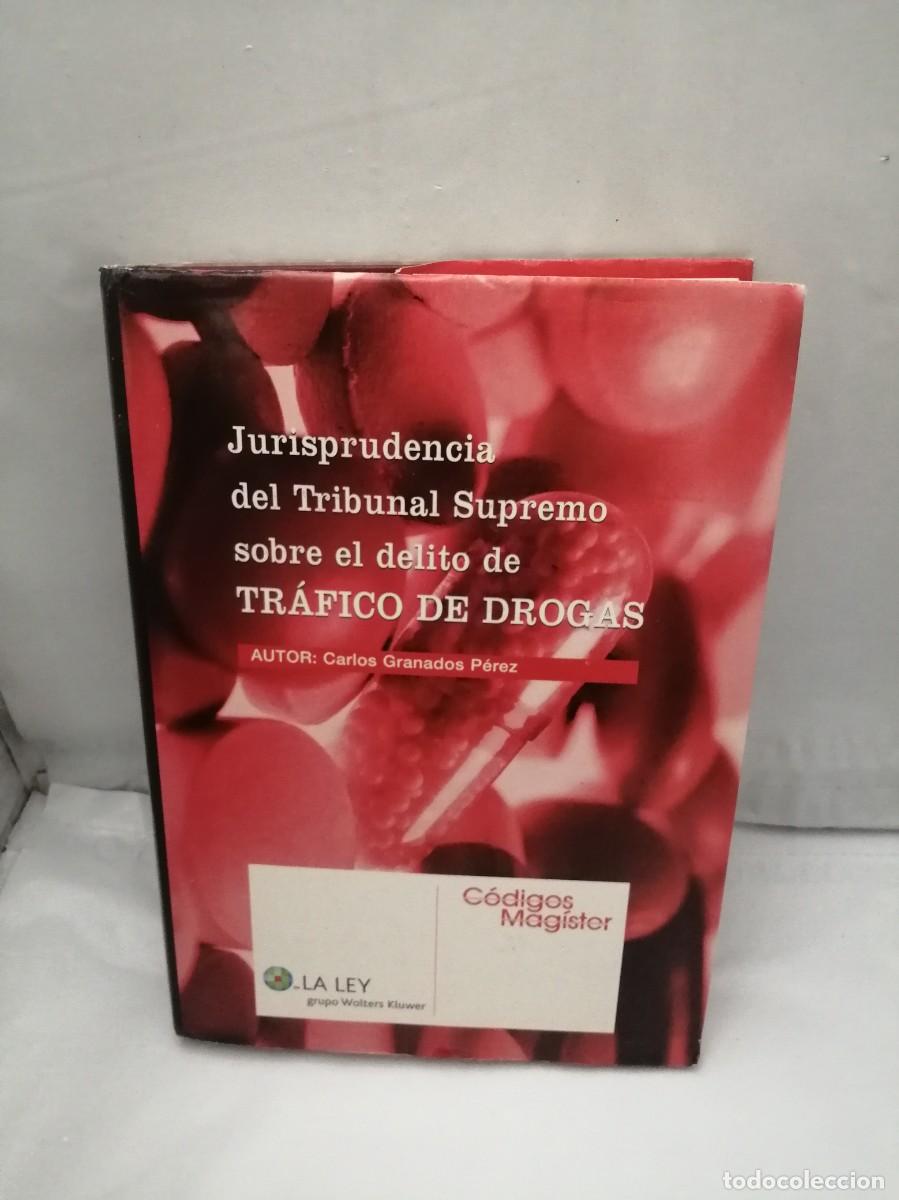 Jurisprudencia
del Tribunal Supremo
sobre el delito de
TRÁFICO DE DROGAS
AUTOR: Carlos Granados Pérez
Códigos
Magíster
LA LEY
grupo Wolters Kluwer
todocoleccion